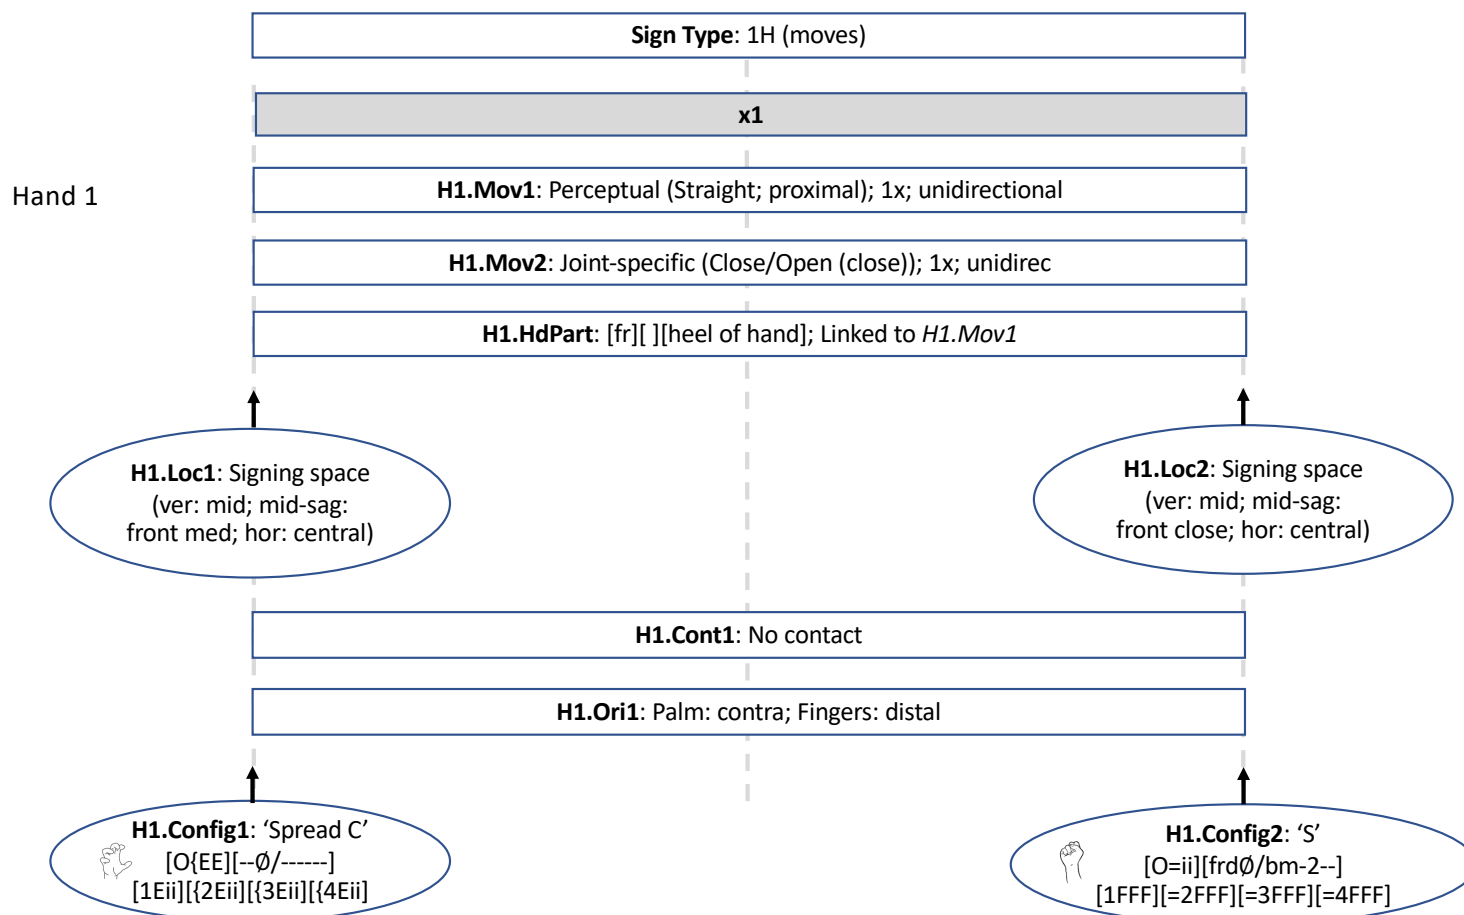 Sign Type: 1H (moves)
x1
Hand 1
H1.Mov1: Perceptual (Straight; proximal); 1x; unidirectional
H1.Mov2: Joint-specific (Close/Open (close)); 1x; unidirec
H1.HdPart: [fr][ ][heel of hand]; Linked to H1.Mov1
H1.Loc1: Signing space
(ver: mid; mid-sag:
front med; hor: central)
H1.Loc2: Signing space
(ver: mid; mid-sag:
front close; hor: central)
H1.Cont1: No contact
H1.Ori1: Palm: contra; Fingers: distal
H1.Config1: ‘Spread C’
[O{EE][--Ø/------]
[1Eii][{2Eii][{3Eii][{4Eii]
H1.Config2: ‘S’
[O=ii][frdØ/bm-2--]
[1FFF][=2FFF][=3FFF][=4FFF]